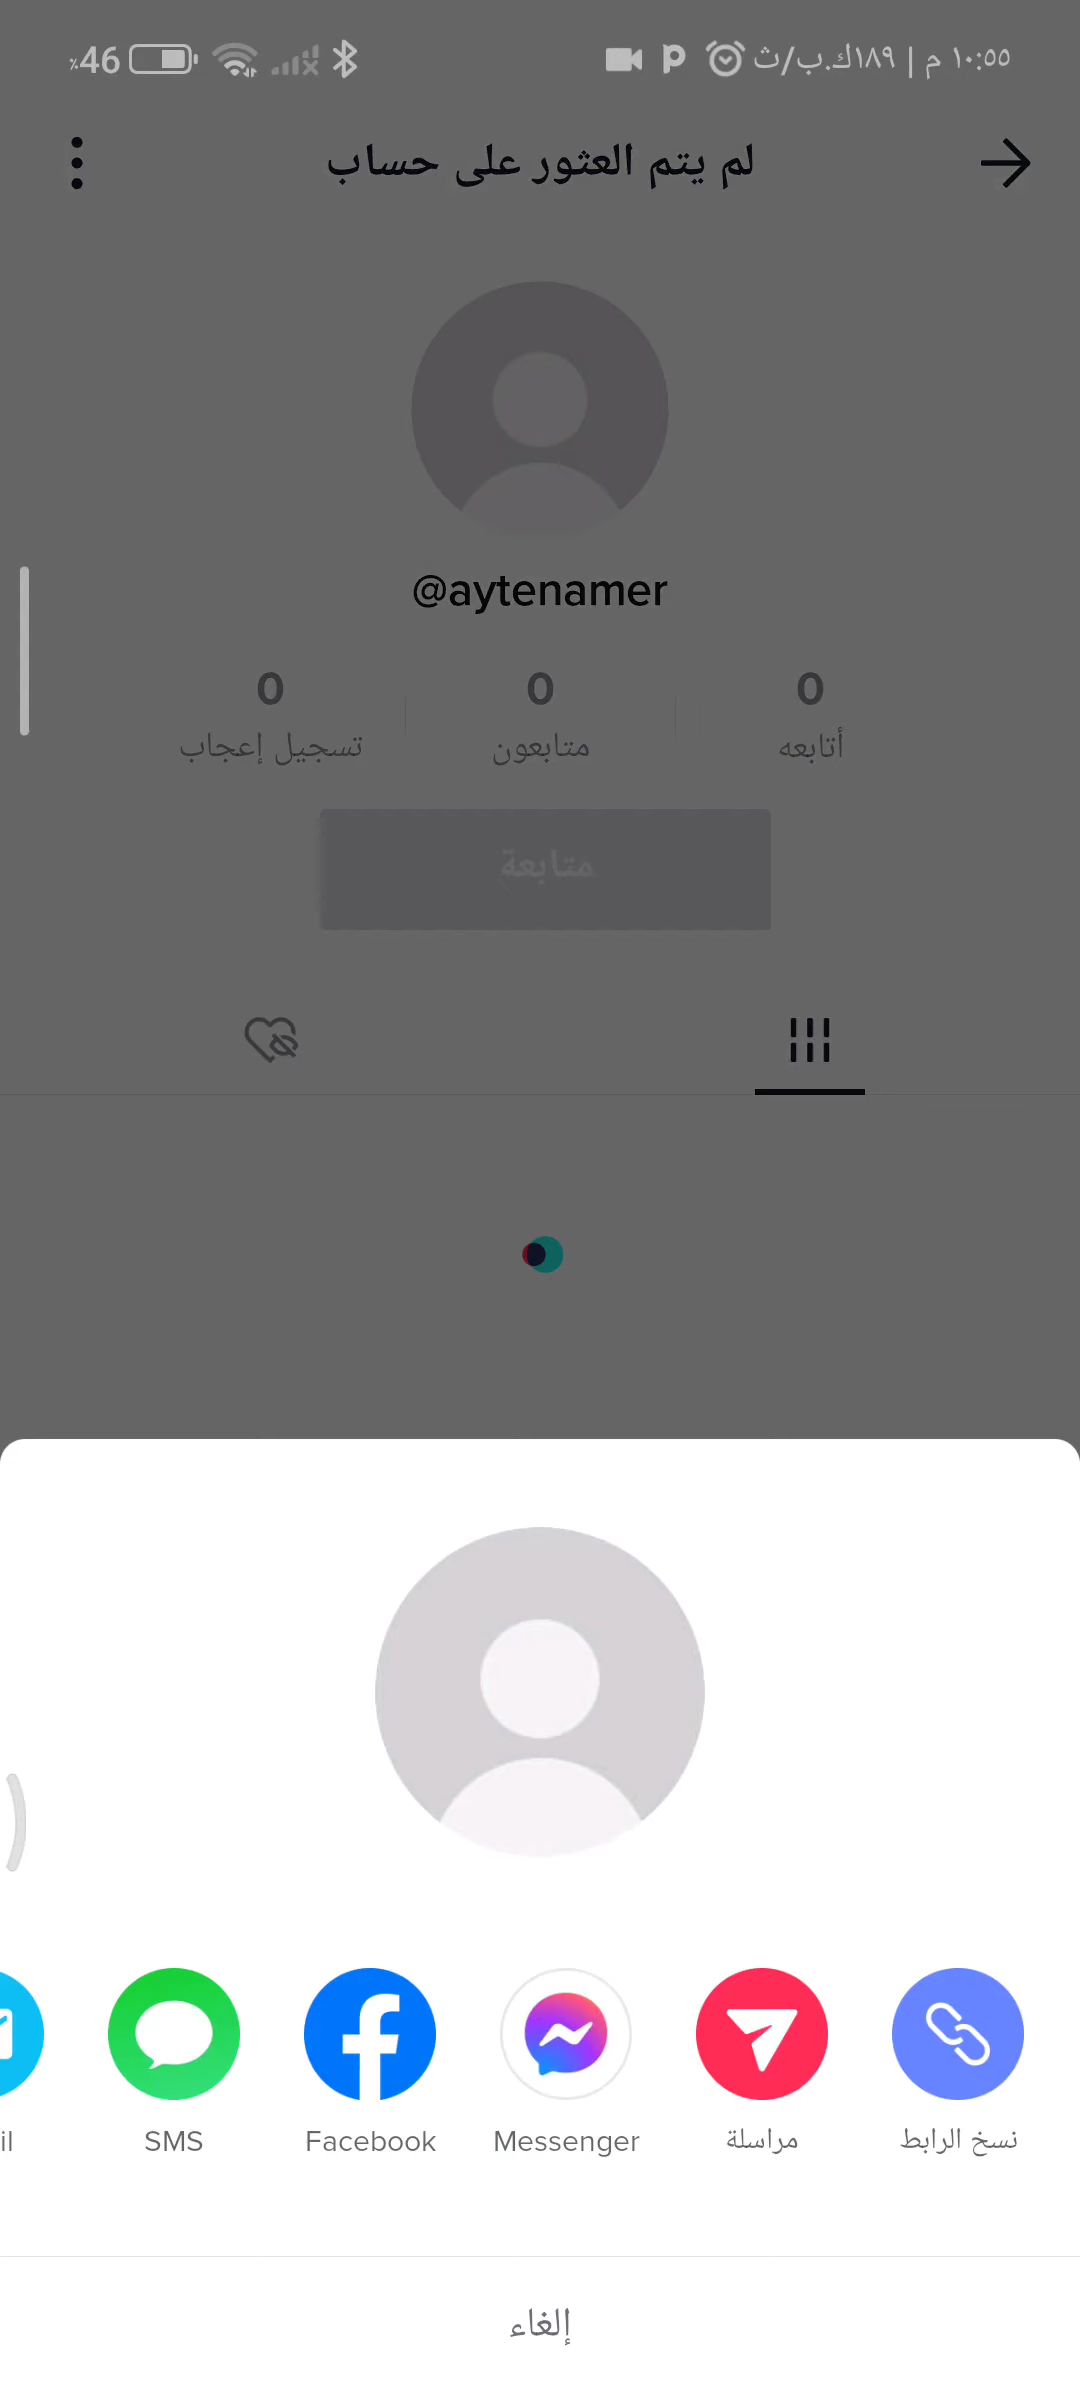 ١٠:٥٥ م | ١٨٩ك.ب/ث
46٪
لم يتم العثور على حساب
@aytenamer
0 0 0
أتابعه متابعون تسجيل إعجاب
متابعة
نسخ الرابط مراسلة Messenger Facebook SMS il
إلغاء